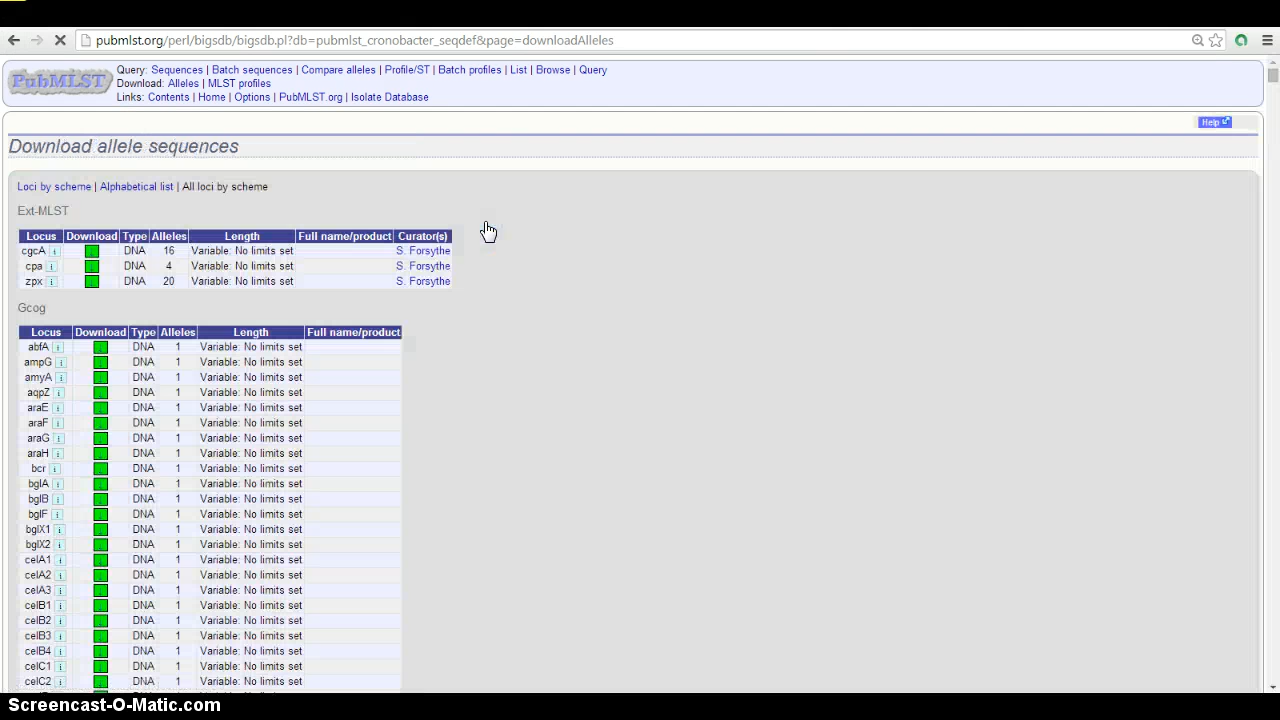 pubmlst.org/perl/bigsdb/bigsdb.pl?db=pubmlst_cronobacter_seqdef&page=downloadAlleles
PubMLST
Query: Sequences | Batch sequences | Compare alleles | Profile/ST | Batch profiles | List | Browse | Query
Download: Alleles | MLST profiles
Links: Contents | Home | Options | PubMLST.org | Isolate Database
Help
Download allele sequences
Loci by scheme | Alphabetical list | All loci by scheme
Ext-MLST
Locus Download Type Alleles Length Full name/product Curator(s)
cgcA i DNA 16 Variable: No limits set S. Forsythe
cpa i DNA 4 Variable: No limits set S. Forsythe
zpx i DNA 20 Variable: No limits set S. Forsythe
Gcog
Locus Download Type Alleles Length Full name/product
abfA i DNA 1 Variable: No limits set
ampG i DNA 1 Variable: No limits set
amyA i DNA 1 Variable: No limits set
aqpZ i DNA 1 Variable: No limits set
araE i DNA 1 Variable: No limits set
araF i DNA 1 Variable: No limits set
araG i DNA 1 Variable: No limits set
araH i DNA 1 Variable: No limits set
bcr i DNA 1 Variable: No limits set
bglA i DNA 1 Variable: No limits set
bglB i DNA 1 Variable: No limits set
bglF i DNA 1 Variable: No limits set
bglX1 i DNA 1 Variable: No limits set
bglX2 i DNA 1 Variable: No limits set
celA1 i DNA 1 Variable: No limits set
celA2 i DNA 1 Variable: No limits set
celA3 i DNA 1 Variable: No limits set
celB1 i DNA 1 Variable: No limits set
celB2 i DNA 1 Variable: No limits set
celB3 i DNA 1 Variable: No limits set
celB4 i DNA 1 Variable: No limits set
celC1 i DNA 1 Variable: No limits set
celC2 i DNA 1 Variable: No limits set
Screencast-O-Matic.com